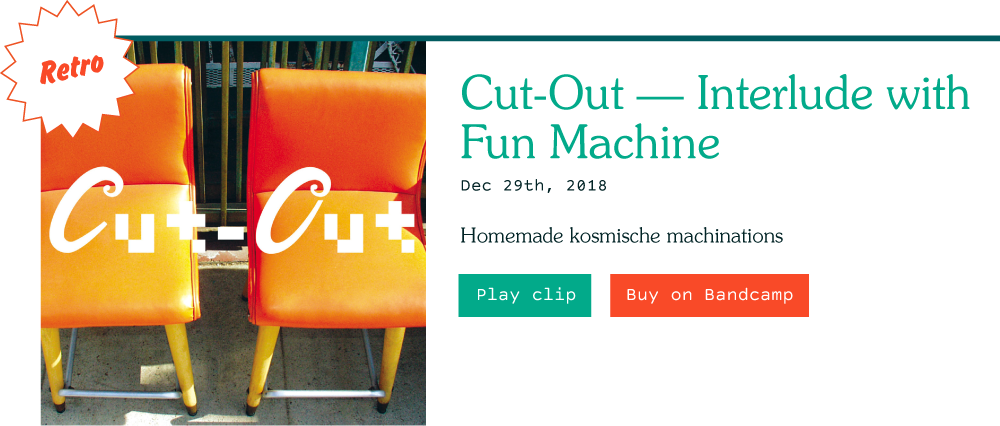 Retro
Cut-Out
Cut-Out — Interlude with
Fun Machine
Dec 29th, 2018
Homemade kosmische machinations
Play clip
Buy on Bandcamp